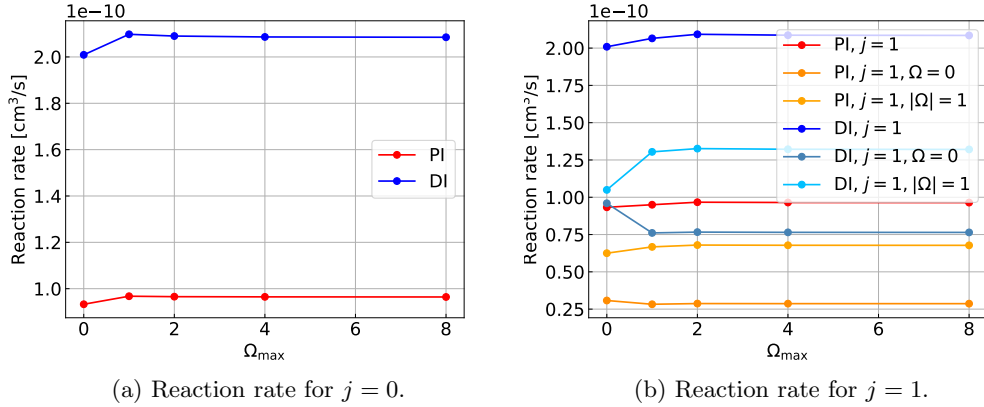 1e−10
Reaction rate [cm³/s]
2.0
1.8
1.6
1.4
1.2
1.0
PI
DI
0 2 4 6 8
Ωmax
(a) Reaction rate for j = 0.
1e−10
Reaction rate [cm³/s]
2.00
1.75
1.50
1.25
1.00
0.75
0.50
0.25
PI, j = 1
PI, j = 1, Ω = 0
PI, j = 1, |Ω| = 1
DI, j = 1
DI, j = 1, Ω = 0
DI, j = 1, |Ω| = 1
0 2 4 6 8
Ωmax
(b) Reaction rate for j = 1.